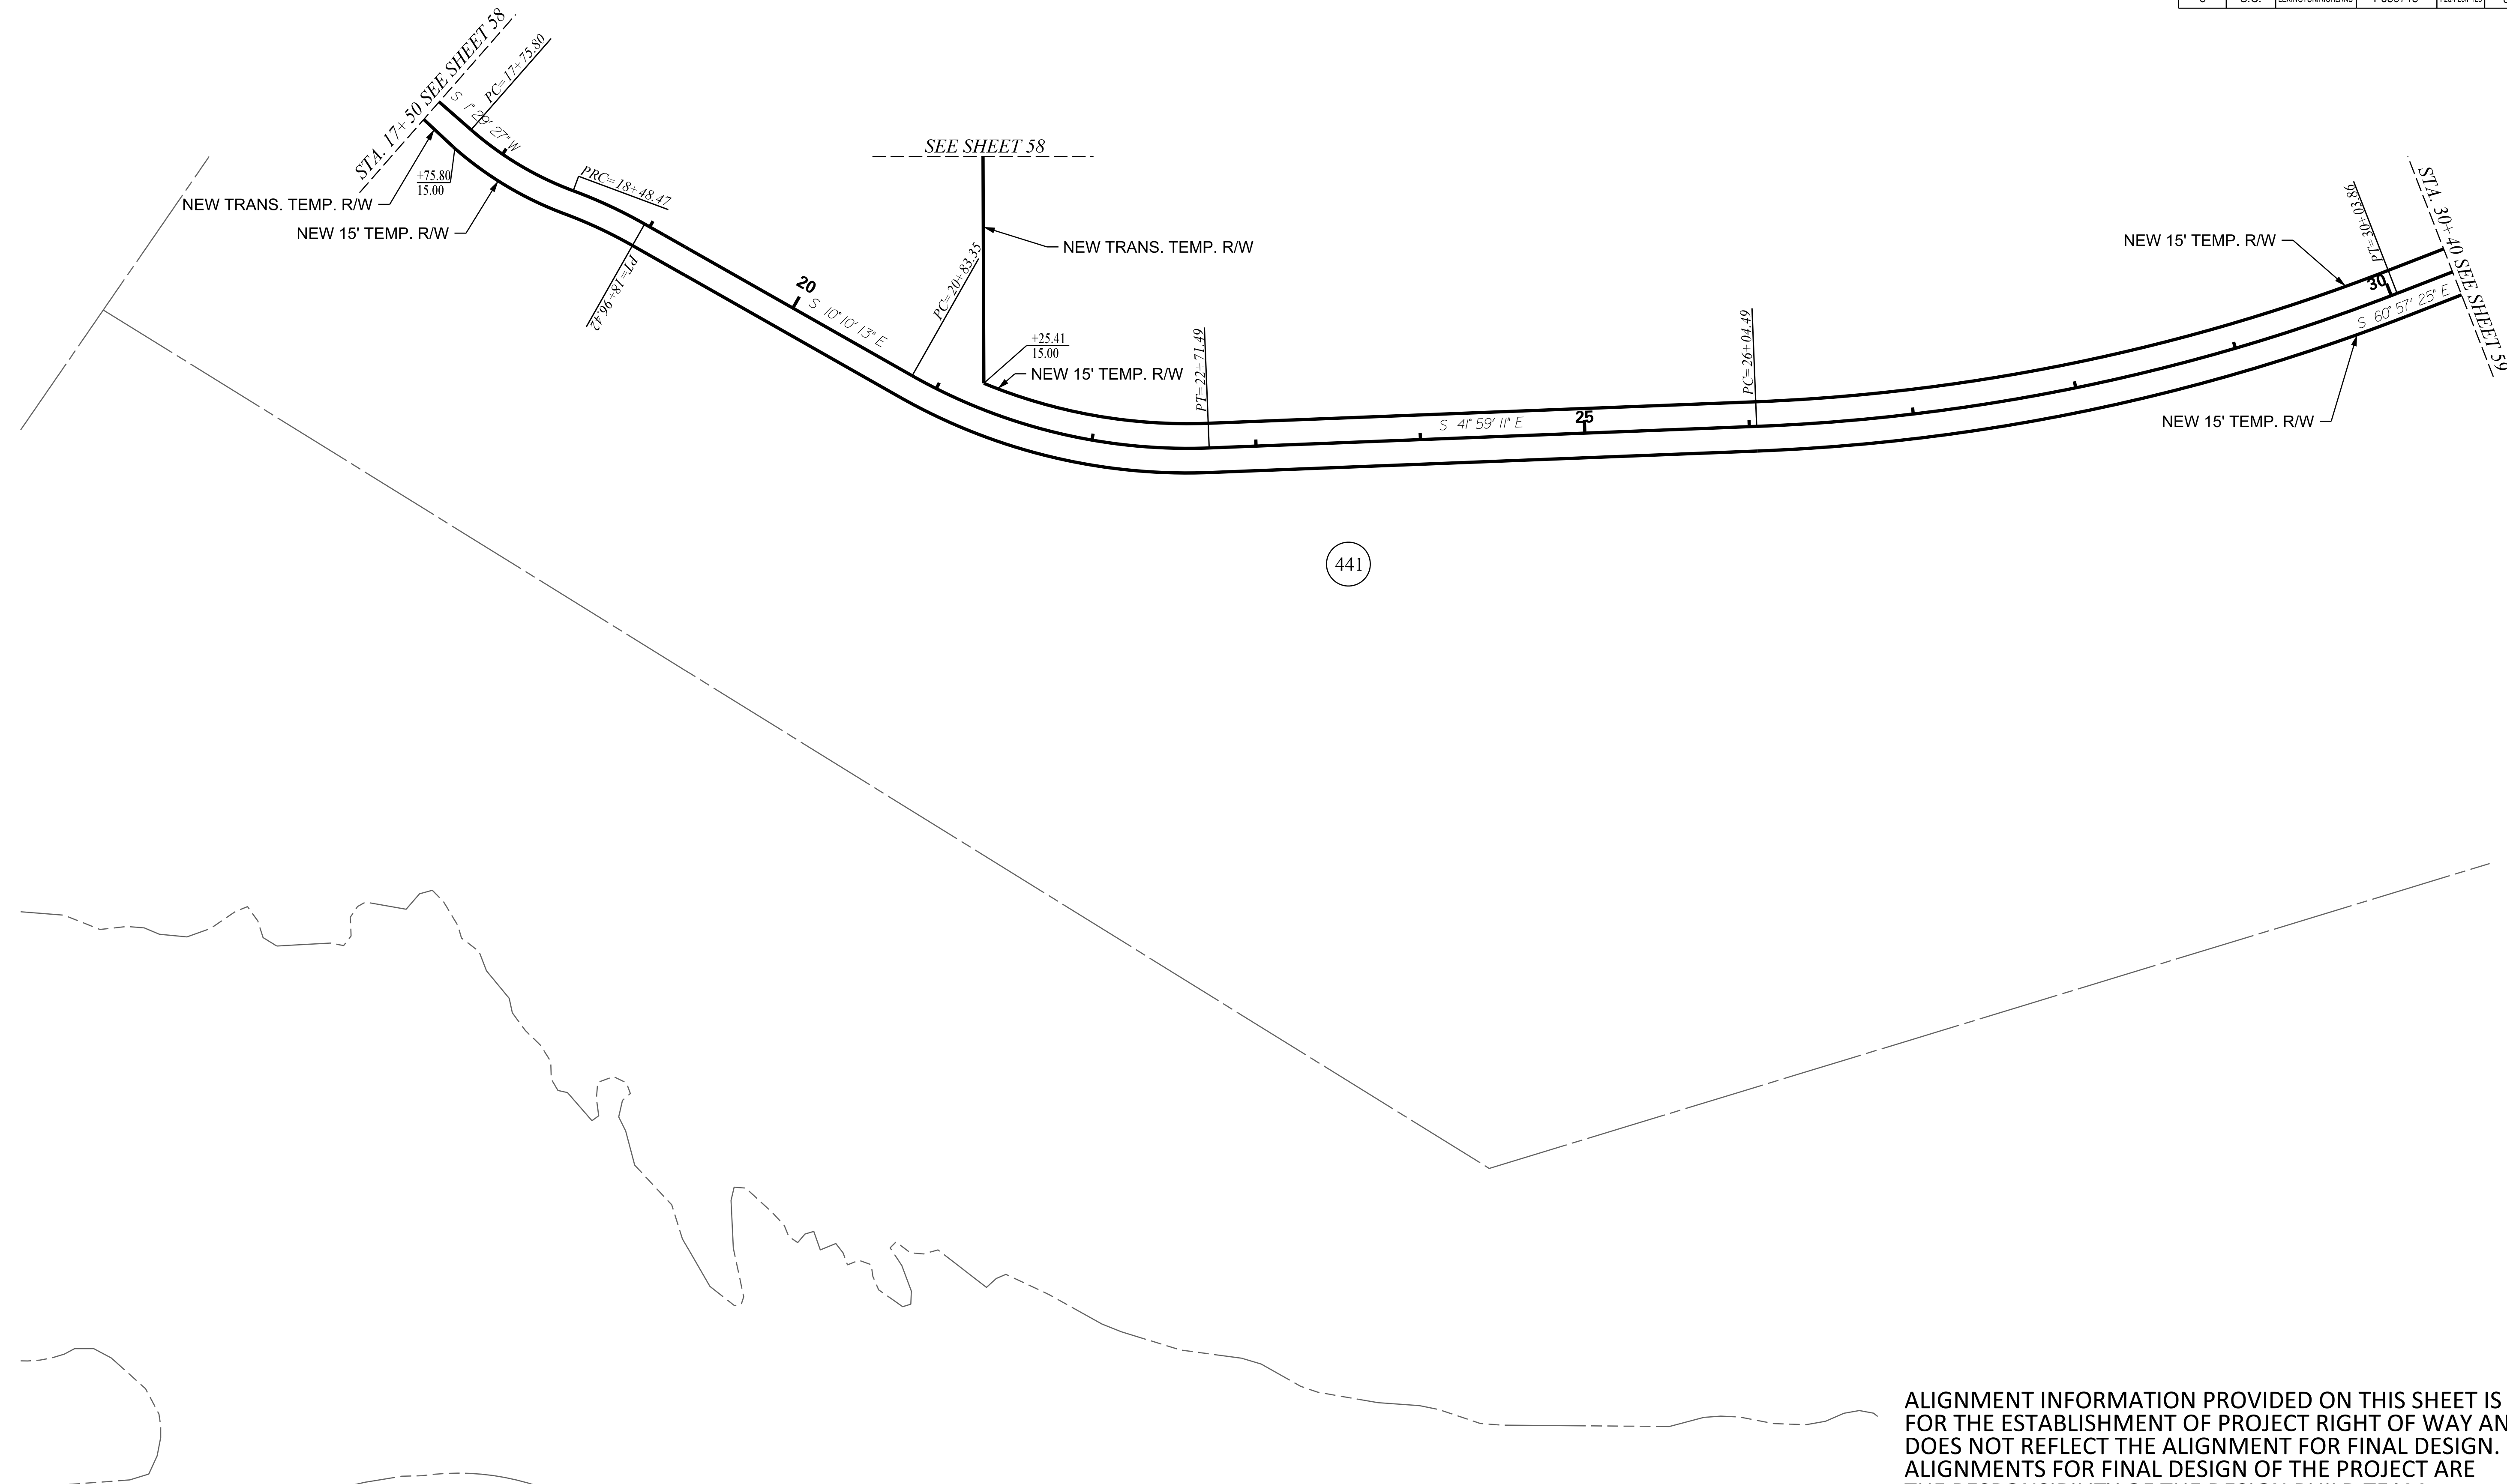 S.C.
STA. 17+50 SEE SHEET 58
PC=17+75.80
S 1° 29' 27" W
+75.80
15.00
NEW TRANS. TEMP. R/W
NEW 15' TEMP. R/W
PRC=18+48.47
PT=18+96.42
20
S 10° 10' 13" E
PC=20+83.35
SEE SHEET 58
NEW TRANS. TEMP. R/W
+25.41
15.00
NEW 15' TEMP. R/W
PT=22+71.49
S 41° 59' 11" E
25
PC=26+04.49
NEW 15' TEMP. R/W
PT=30+03.86
30
S 60° 57' 25" E
STA. 30+40 SEE SHEET 59
NEW 15' TEMP. R/W
441
ALIGNMENT INFORMATION PROVIDED ON THIS SHEET IS
FOR THE ESTABLISHMENT OF PROJECT RIGHT OF WAY AN
DOES NOT REFLECT THE ALIGNMENT FOR FINAL DESIGN.
ALIGNMENTS FOR FINAL DESIGN OF THE PROJECT ARE